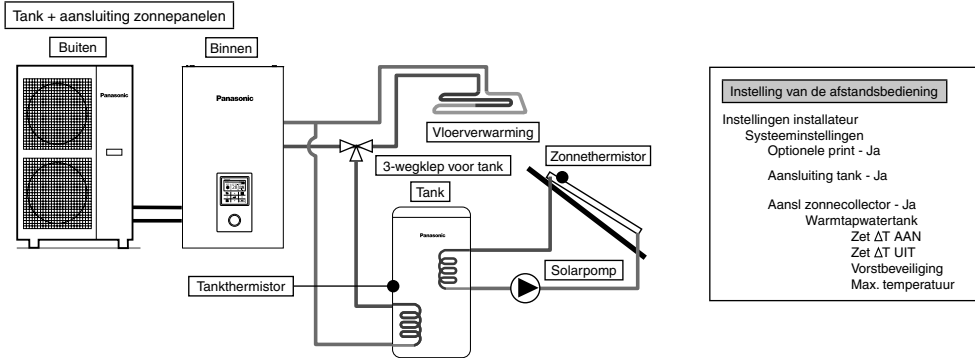 Tank + aansluiting zonnepanelen
Buiten
Binnen
Panasonic
Panasonic
Vloerverwarming
3-wegklep voor tank
Zonnethermistor
Tank
Panasonic
Solarpomp
Tankthermistor
Instelling van de afstandsbediening
Instellingen installateur
Systeeminstellingen
Optionele print - Ja
Aansluiting tank - Ja
Aansl zonnecollector - Ja
Warmtapwatertank
Zet ΔT AAN
Zet ΔT UIT
Vorstbeveiliging
Max. temperatuur